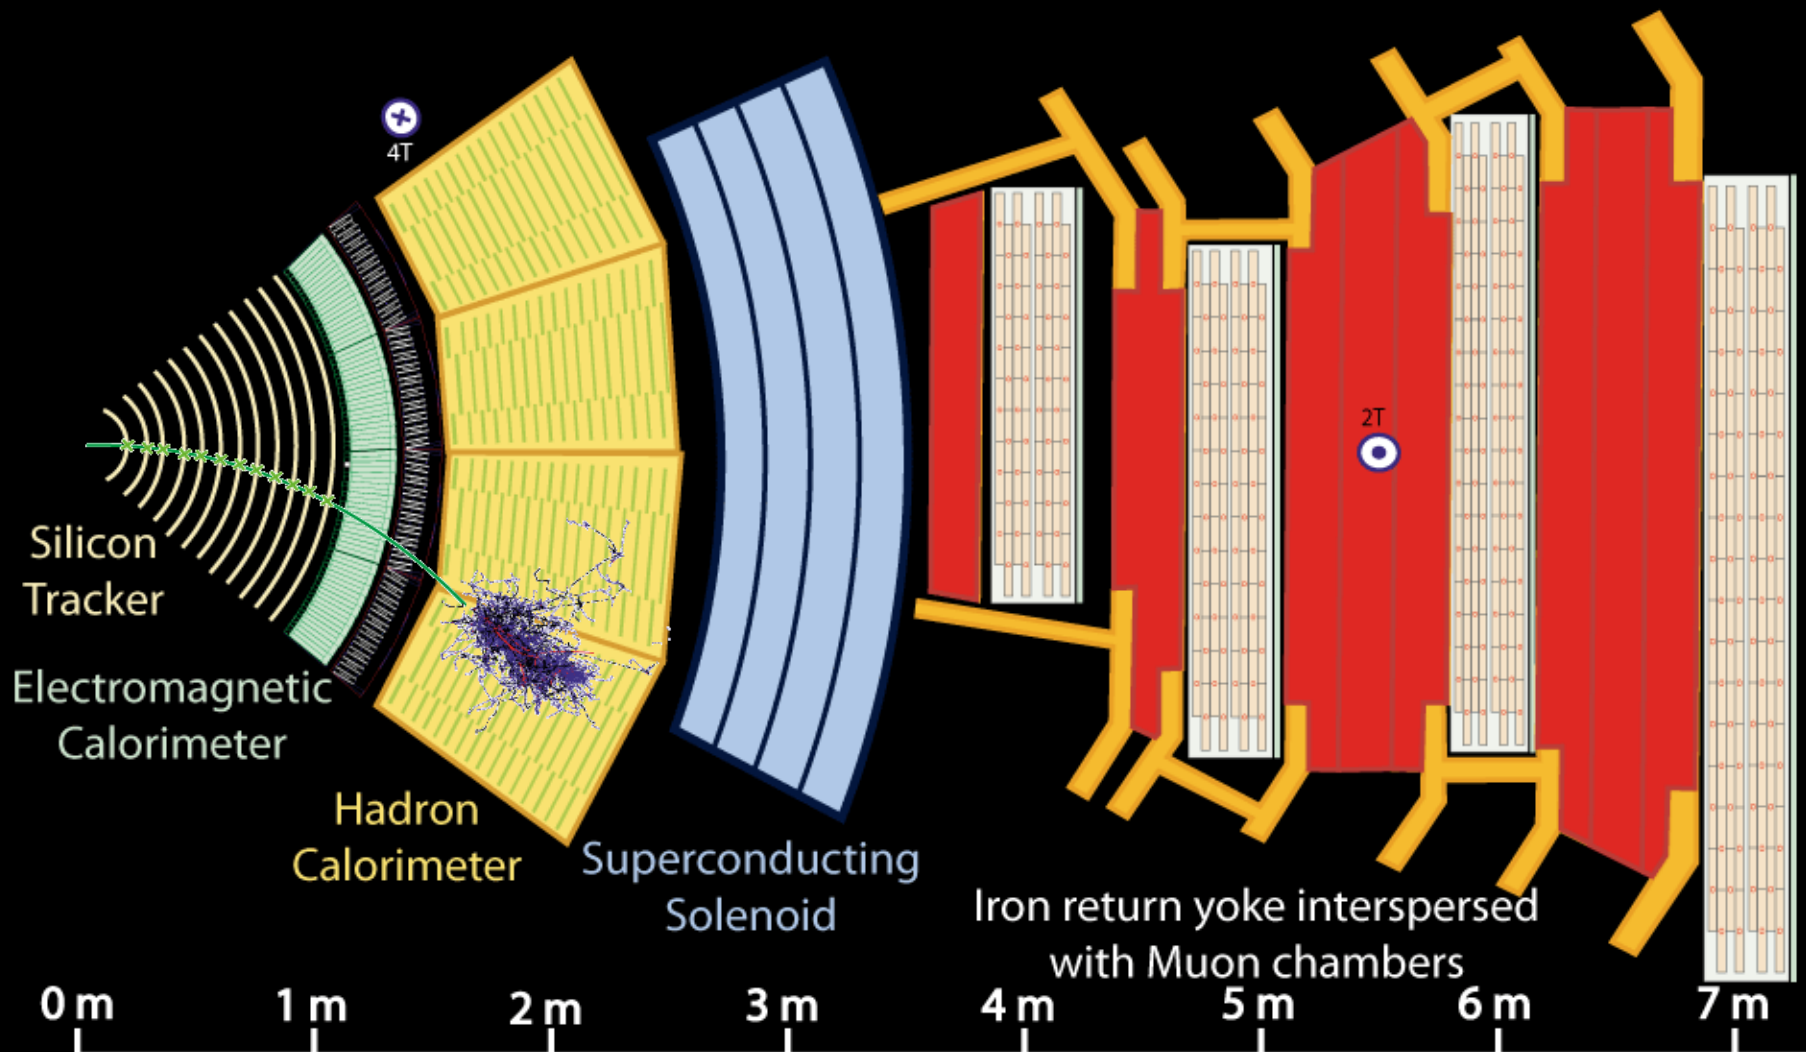 4T
2T
Silicon
Tracker
Electromagnetic
Calorimeter
Hadron
Calorimeter
Superconducting
Solenoid
Iron return yoke interspersed
with Muon chambers
0 m 1 m 2 m 3 m 4 m 5 m 6 m 7 m